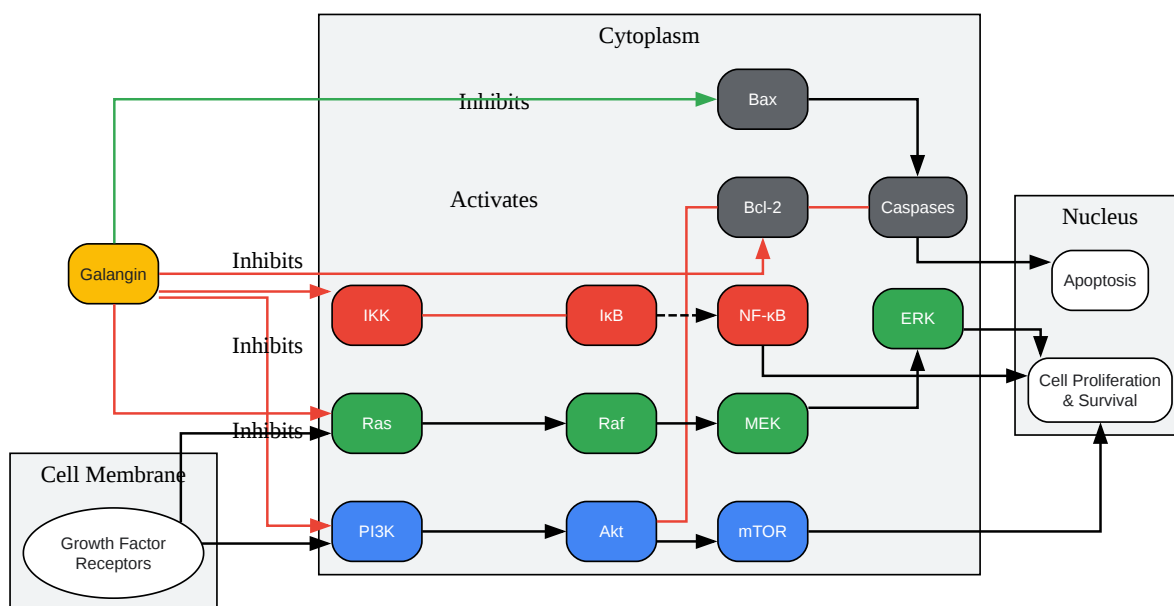 Cytoplasm
Inhibits
Bax
Activates
Bcl-2
Caspases
Nucleus
Galangin
Inhibits
Apoptosis
IKK
IκB
NF-κB
ERK
Inhibits
Cell Proliferation
& Survival
Ras
Raf
MEK
Inhibits
Cell Membrane
PI3K
Akt
mTOR
Growth Factor
Receptors